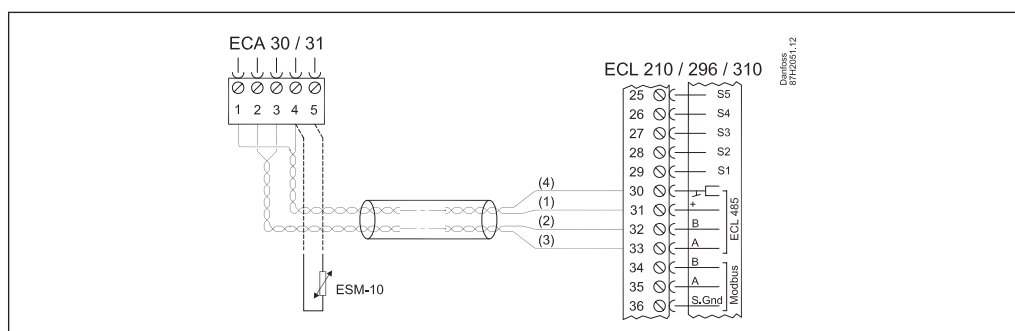 ECA 30 / 31
1 2 3 4 5
ESM-10
(4)
(1)
(2)
(3)
ECL 210 / 296 / 310
25 S5
26 S4
27 S3
28 S2
29 S1
30
31 +
32 B
33 A
34 B
35 A
36 S.Gnd
ECL 485
Modbus
Danfoss
87H2051.12